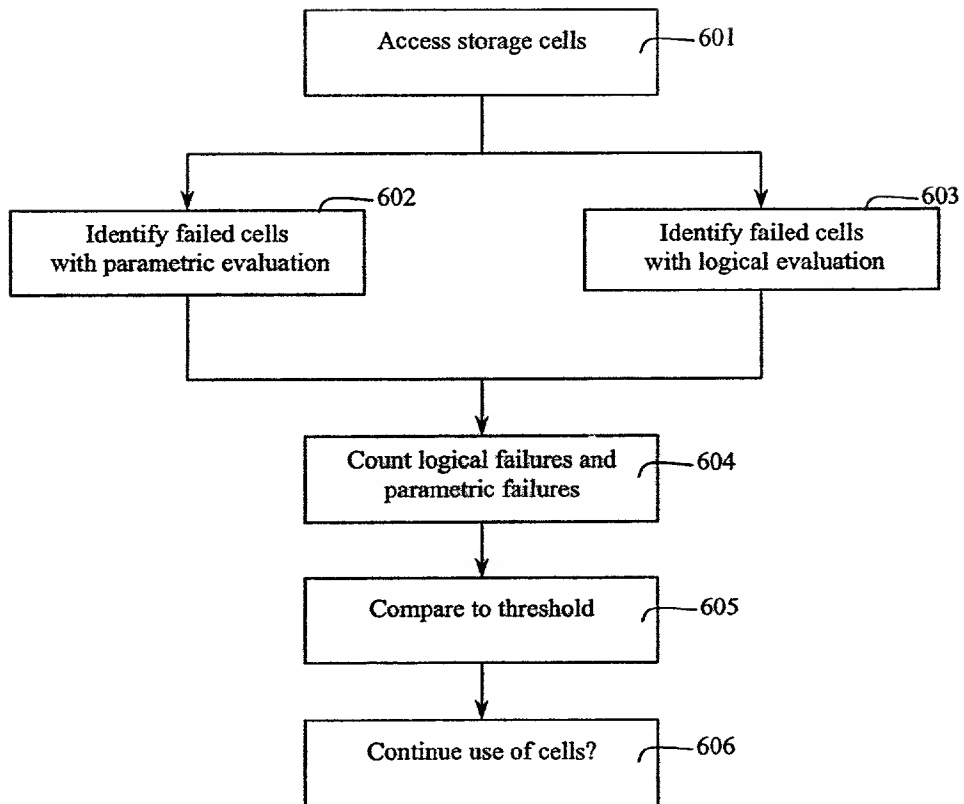 Access storage cells
601
602
Identify failed cells
with parametric evaluation
603
Identify failed cells
with logical evaluation
Count logical failures and
parametric failures
604
Compare to threshold
605
Continue use of cells?
606